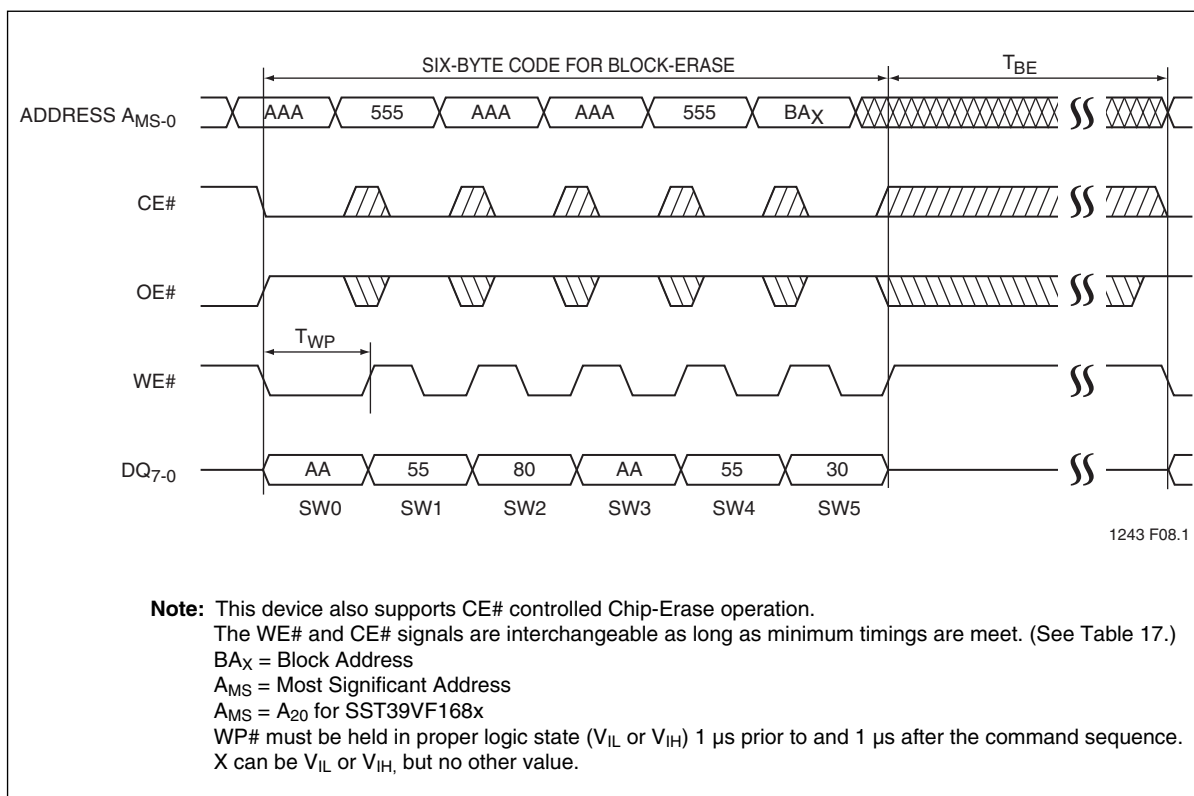 SIX-BYTE CODE FOR BLOCK-ERASE
TBE
ADDRESS AMS-0
AAA 555 AAA AAA 555 BAX
CE#
OE#
TWP
WE#
DQ7-0
AA 55 80 AA 55 30
SW0 SW1 SW2 SW3 SW4 SW5
1243 F08.1
Note: This device also supports CE# controlled Chip-Erase operation.
The WE# and CE# signals are interchangeable as long as minimum timings are meet. (See Table 17.)
BAX = Block Address
AMS = Most Significant Address
AMS = A20 for SST39VF168x
WP# must be held in proper logic state (VIL or VIH) 1 µs prior to and 1 µs after the command sequence.
X can be VIL or VIH, but no other value.